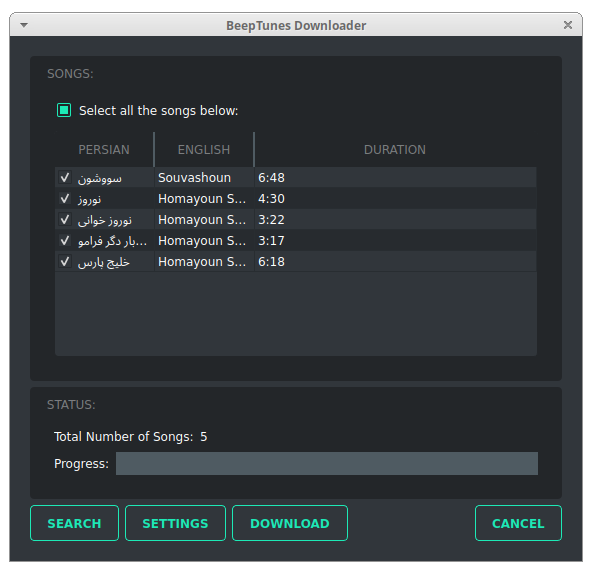 BeepTunes Downloader
SONGS:
Select all the songs below:
PERSIAN ENGLISH DURATION
سووشون Souvashoun 6:48
نوروز Homayoun S... 4:30
نوروز خوانی Homayoun S... 3:22
بار دگر فرامو... Homayoun S... 3:17
خلیج پارس Homayoun S... 6:18
STATUS:
Total Number of Songs: 5
Progress:
SEARCH SETTINGS DOWNLOAD CANCEL